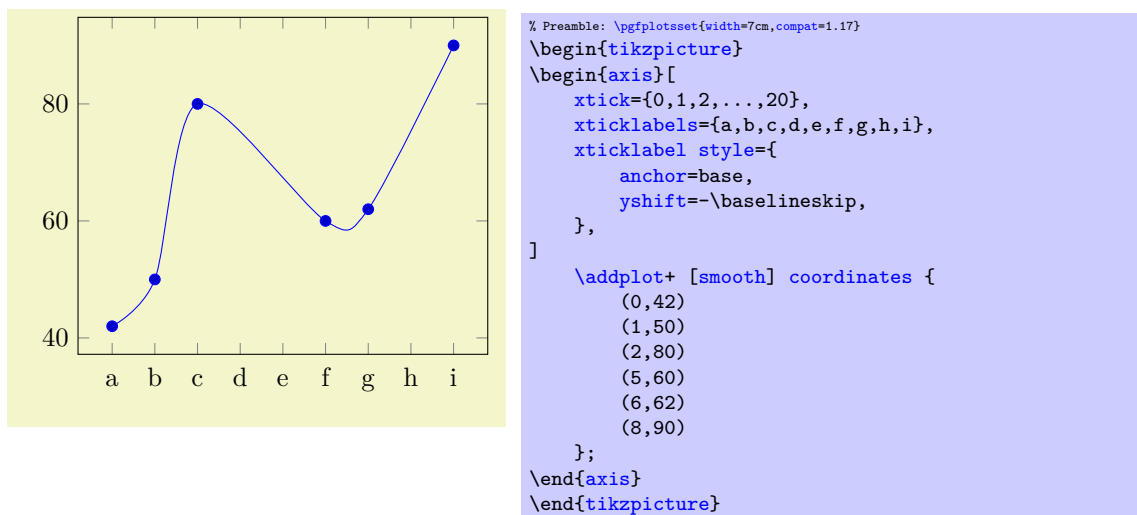 80
60
40
a b c d e f g h i
% Preamble: \pgfplotsset{width=7cm,compat=1.17}
\begin{tikzpicture}
\begin{axis}[
    xtick={0,1,2,...,20},
    xticklabels={a,b,c,d,e,f,g,h,i},
    xticklabel style={
        anchor=base,
        yshift=-\baselineskip,
    },
]
    \addplot+ [smooth] coordinates {
        (0,42)
        (1,50)
        (2,80)
        (5,60)
        (6,62)
        (8,90)
    };
\end{axis}
\end{tikzpicture}